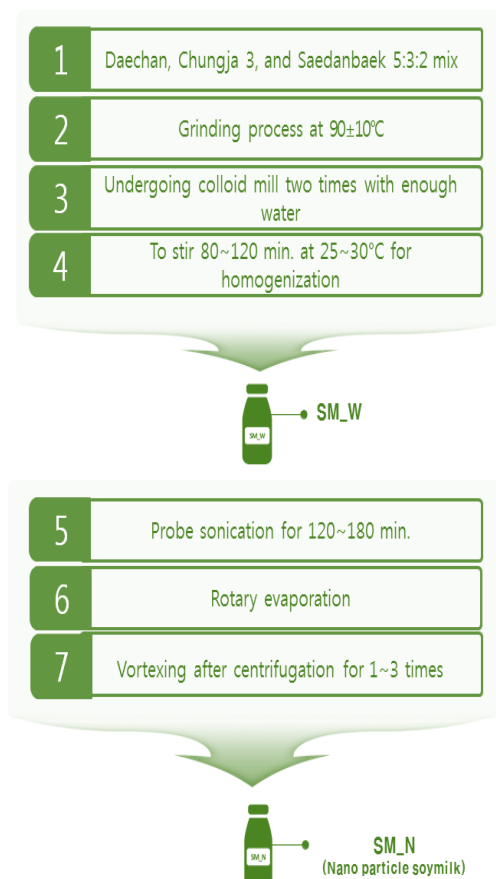 1
Daechan, Chungja 3, and Saedanbaek 5:3:2 mix
2
Grinding process at 90±10℃
3
Undergoing colloid mill two times with enough
water
4
To stir 80~120 min. at 25~30℃ for
homogenization
SM_W
SM_W
5
Probe sonication for 120~180 min.
6
Rotary evaporation
7
Vortexing after centrifugation for 1~3 times
SM_N
SM_N
(Nano particle soymilk)